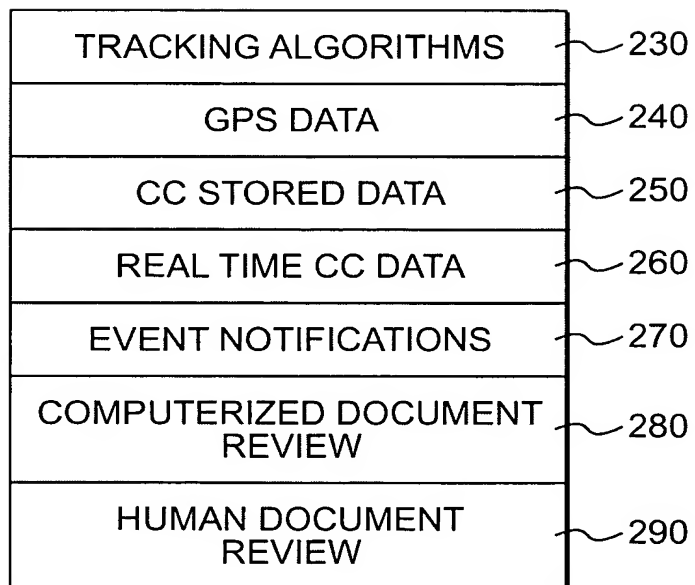 TRACKING ALGORITHMS 230
GPS DATA 240
CC STORED DATA 250
REAL TIME CC DATA 260
EVENT NOTIFICATIONS 270
COMPUTERIZED DOCUMENT
REVIEW 280
HUMAN DOCUMENT
REVIEW 290